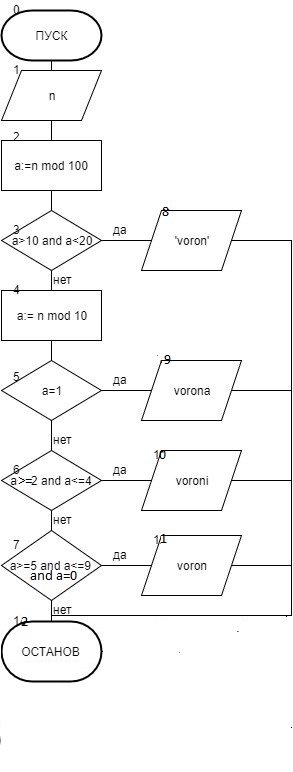 0
ПУСК
1
n
2
a:=n mod 100
3
a>10 and a<20
да
8
'voron'
нет
4
a:= n mod 10
5
a=1
да
9
vorona
нет
6
a>=2 and a<=4
да
10
voroni
нет
7
a>=5 and a<=9
and a=0
да
11
voron
нет
12
ОСТАНОВ